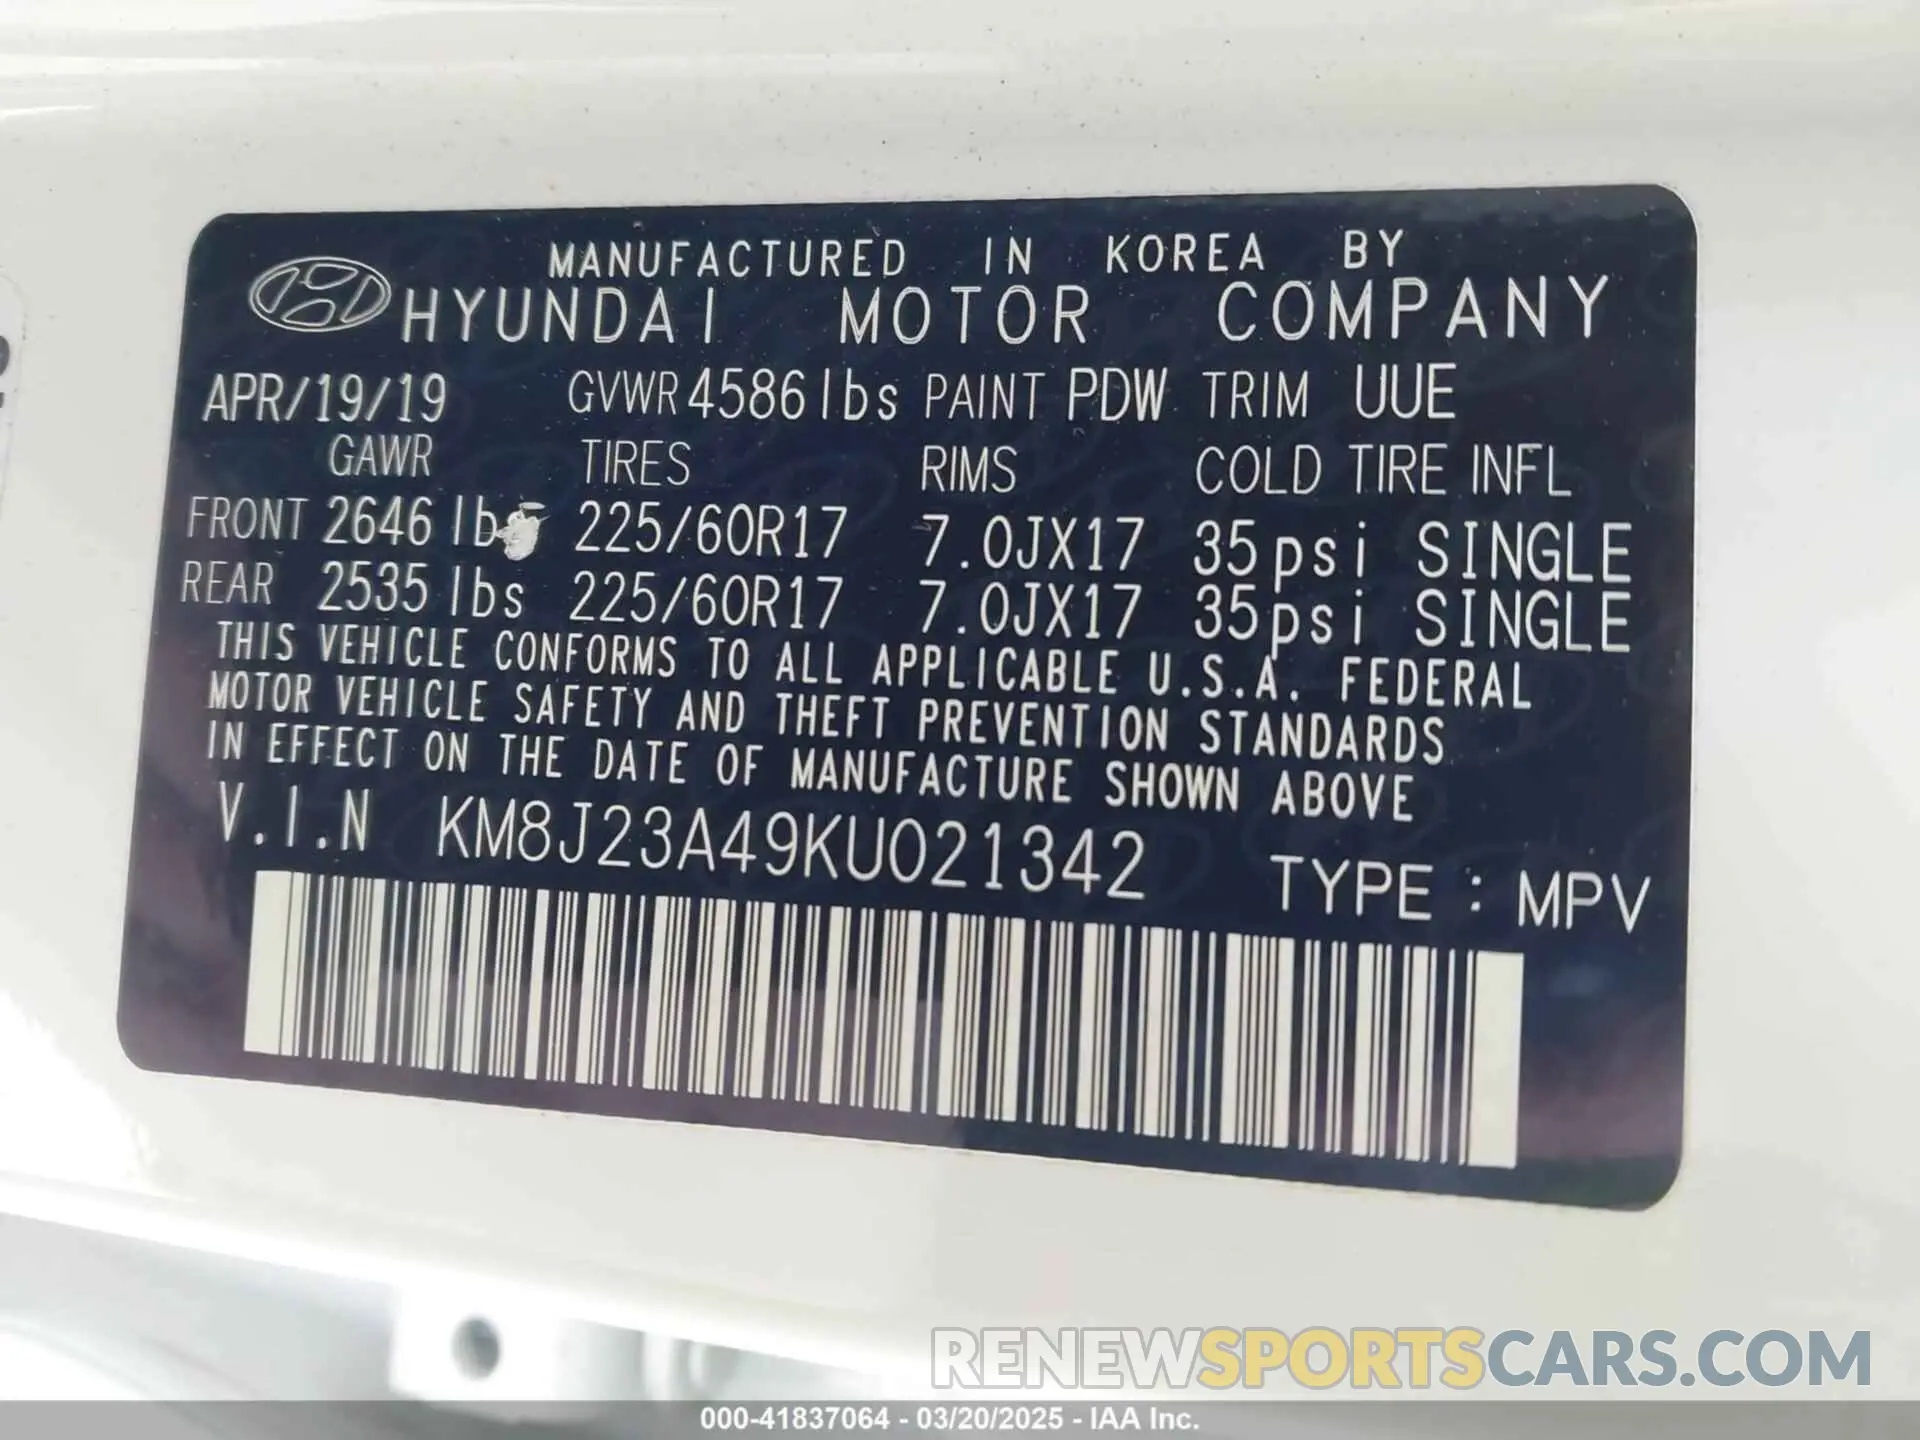 MANUFACTURED IN KOREA BY
HYUNDAI MOTOR COMPANY
APR/19/19 GVWR 4586 lbs PAINT PDW TRIM UUE
GAWR TIRES RIMS COLD TIRE INFL
FRONT 2646 lbs 225/60R17 7.0JX17 35psi SINGLE
REAR 2535 lbs 225/60R17 7.0JX17 35psi SINGLE
THIS VEHICLE CONFORMS TO ALL APPLICABLE U.S.A. FEDERAL
MOTOR VEHICLE SAFETY AND THEFT PREVENTION STANDARDS
IN EFFECT ON THE DATE OF MANUFACTURE SHOWN ABOVE
V.I.N KM8J23A49KU021342 TYPE : MPV
RENEWSPORTSCARS.COM
000-41837064 - 03/20/2025 - IAA Inc.